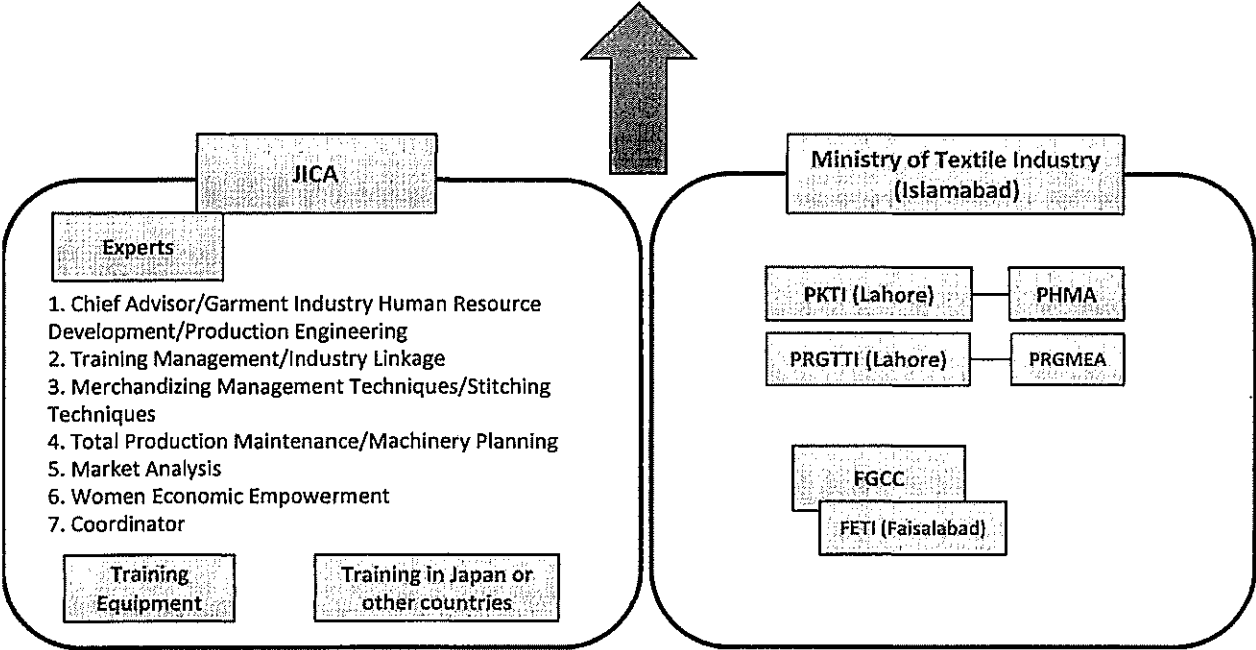 JICA
Experts
1. Chief Advisor/Garment Industry Human Resource
Development/Production Engineering
2. Training Management/Industry Linkage
3. Merchandizing Management Techniques/Stitching
Techniques
4. Total Production Maintenance/Machinery Planning
5. Market Analysis
6. Women Economic Empowerment
7. Coordinator
Training
Equipment
Training in Japan or
other countries
Ministry of Textile Industry
(Islamabad)
PKTI (Lahore)
PHMA
PRGTTI (Lahore)
PRGMEA
FGCC
FETI (Faisalabad)